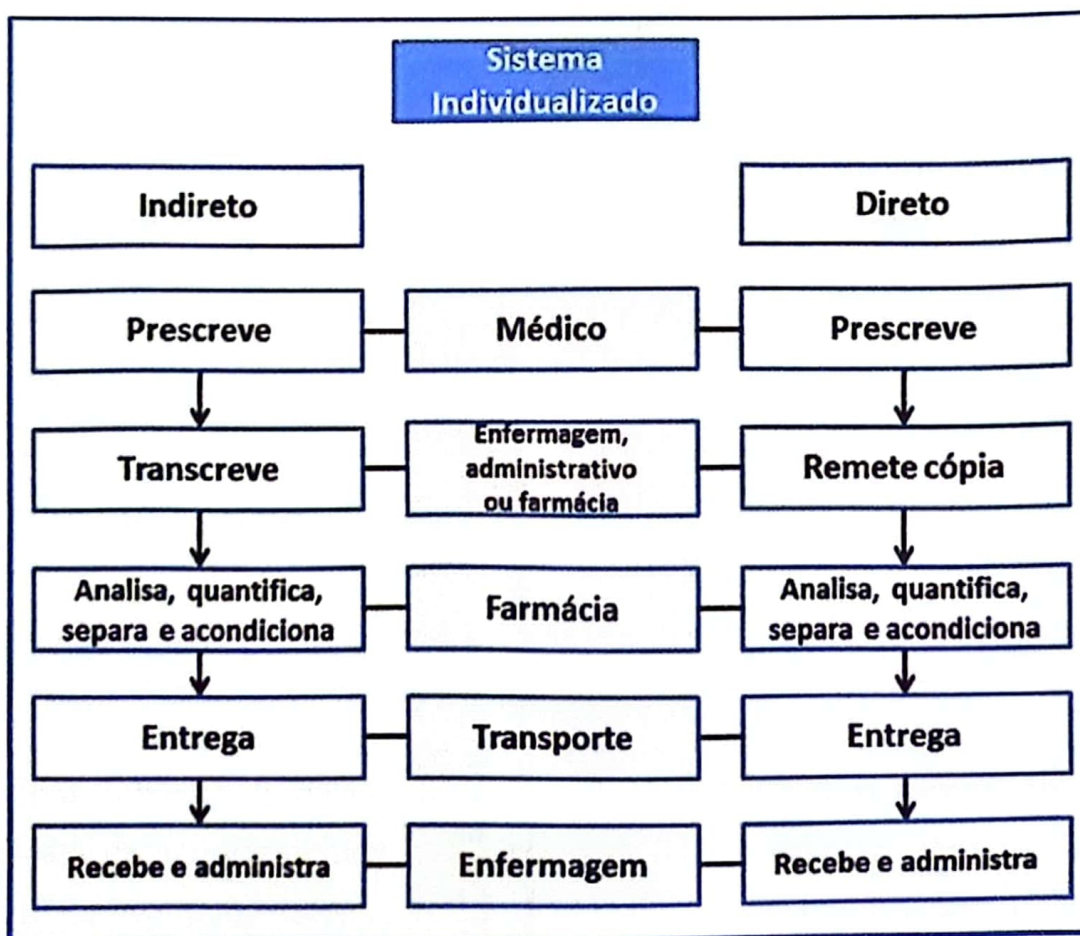 Sistema
Individualizado
Indireto
Direto
Prescreve
Médico
Prescreve
Transcreve
Enfermagem,
administrativo
ou farmácia
Remete cópia
Analisa, quantifica,
separa e acondiciona
Farmácia
Analisa, quantifica,
separa e acondiciona
Entrega
Transporte
Entrega
Recebe e administra
Enfermagem
Recebe e administra